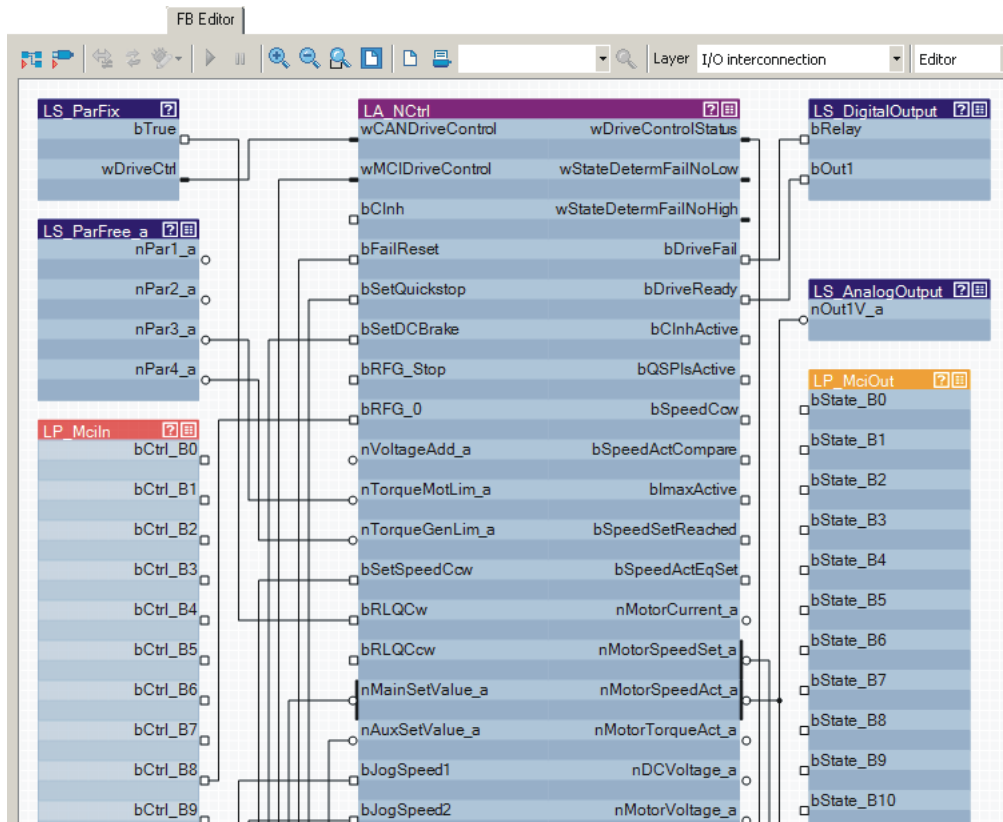 FB Editor
Layer I/O interconnection Editor
LS_ParFix
bTrue
wDriveCtrl
LS_ParFree_a
nPar1_a
nPar2_a
nPar3_a
nPar4_a
LP_MciIn
bCtrl_B0
bCtrl_B1
bCtrl_B2
bCtrl_B3
bCtrl_B4
bCtrl_B5
bCtrl_B6
bCtrl_B7
bCtrl_B8
bCtrl_B9
LA_NCtrl
wCANDriveControl wDriveControlStatus
wMCIDriveControl wStateDetermFailNoLow
bCInh wStateDetermFailNoHigh
bFailReset bDriveFail
bSetQuickstop bDriveReady
bSetDCBrake bCInhActive
bRFG_Stop bQSPIsActive
bRFG_0 bSpeedCcw
nVoltageAdd_a bSpeedActCompare
nTorqueMotLim_a bImaxActive
nTorqueGenLim_a bSpeedSetReached
bSetSpeedCcw bSpeedActEqSet
bRLQCw nMotorCurrent_a
bRLQCcw nMotorSpeedSet_a
nMainSetValue_a nMotorSpeedAct_a
nAuxSetValue_a nMotorTorqueAct_a
bJogSpeed1 nDCVoltage_a
bJogSpeed2 nMotorVoltage_a
LS_DigitalOutput
bRelay
bOut1
LS_AnalogOutput
nOut1V_a
LP_MciOut
bState_B0
bState_B1
bState_B2
bState_B3
bState_B4
bState_B5
bState_B6
bState_B7
bState_B8
bState_B9
bState_B10